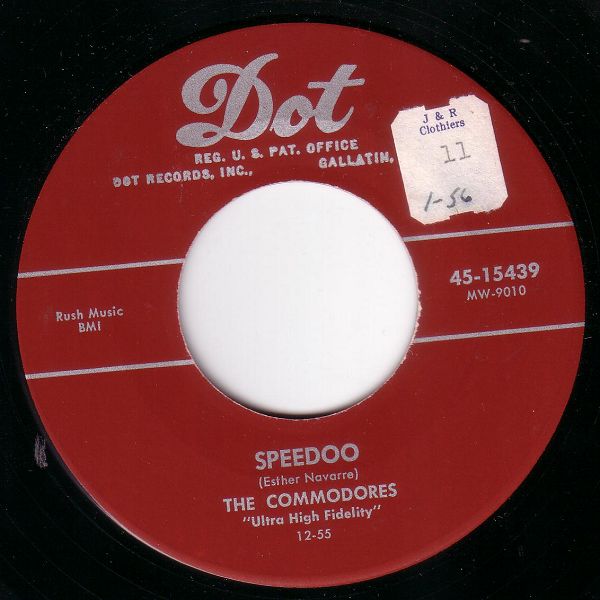 Dot
REG. U. S. PAT. OFFICE
DOT RECORDS, INC., GALLATIN,
J & R
Clothiers
11
1-56
45-15439
MW-9010
Rush Music
BMI
SPEEDOO
(Esther Navarre)
THE COMMODORES
"Ultra High Fidelity"
12-55